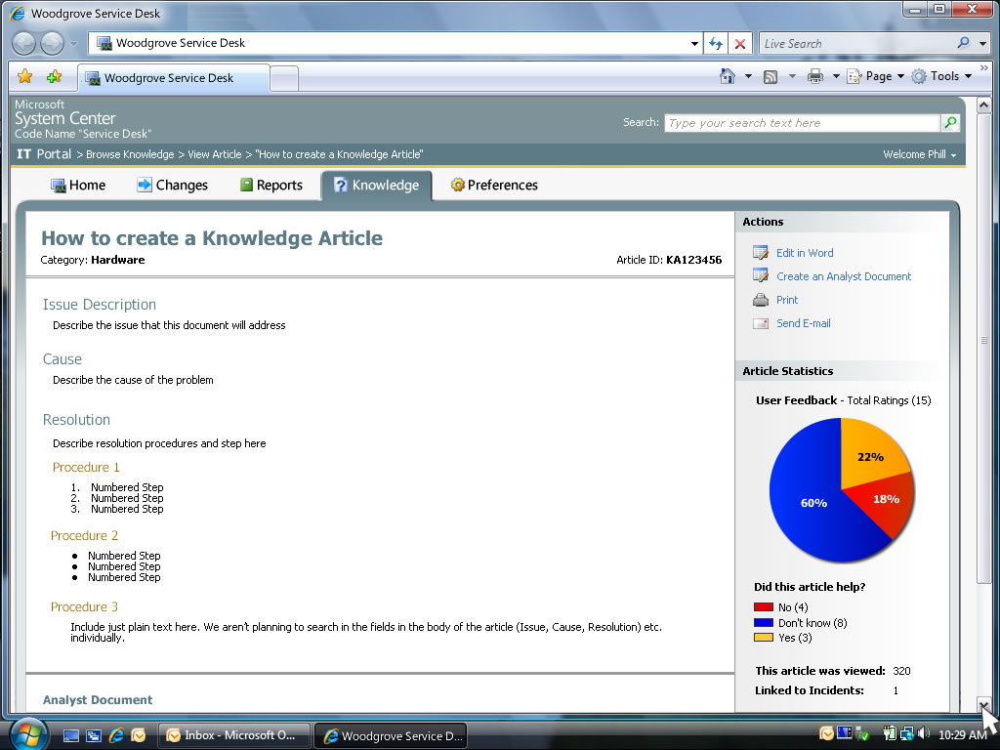 Woodgrove Service Desk
Woodgrove Service Desk
Live Search
Woodgrove Service Desk
Page
Tools
Microsoft
System Center
Code Name "Service Desk"
Search: Type your search text here
IT Portal > Browse Knowledge > View Article > "How to create a Knowledge Article"
Welcome Phill
Home
Changes
Reports
Knowledge
Preferences
How to create a Knowledge Article
Category: Hardware
Article ID: KA123456
Issue Description
Describe the issue that this document will address
Cause
Describe the cause of the problem
Resolution
Describe resolution procedures and step here
Procedure 1
1. Numbered Step
2. Numbered Step
3. Numbered Step
Procedure 2
• Numbered Step
• Numbered Step
• Numbered Step
Procedure 3
Include just plain text here. We aren't planning to search in the fields in the body of the article (Issue, Cause, Resolution) etc.
individually.
Analyst Document
Actions
Edit in Word
Create an Analyst Document
Print
Send E-mail
Article Statistics
User Feedback - Total Ratings (15)
22%
18%
60%
Did this article help?
No (4)
Don't know (8)
Yes (3)
This article was viewed: 320
Linked to Incidents: 1
Inbox - Microsoft O...
Woodgrove Service D...
10:29 AM